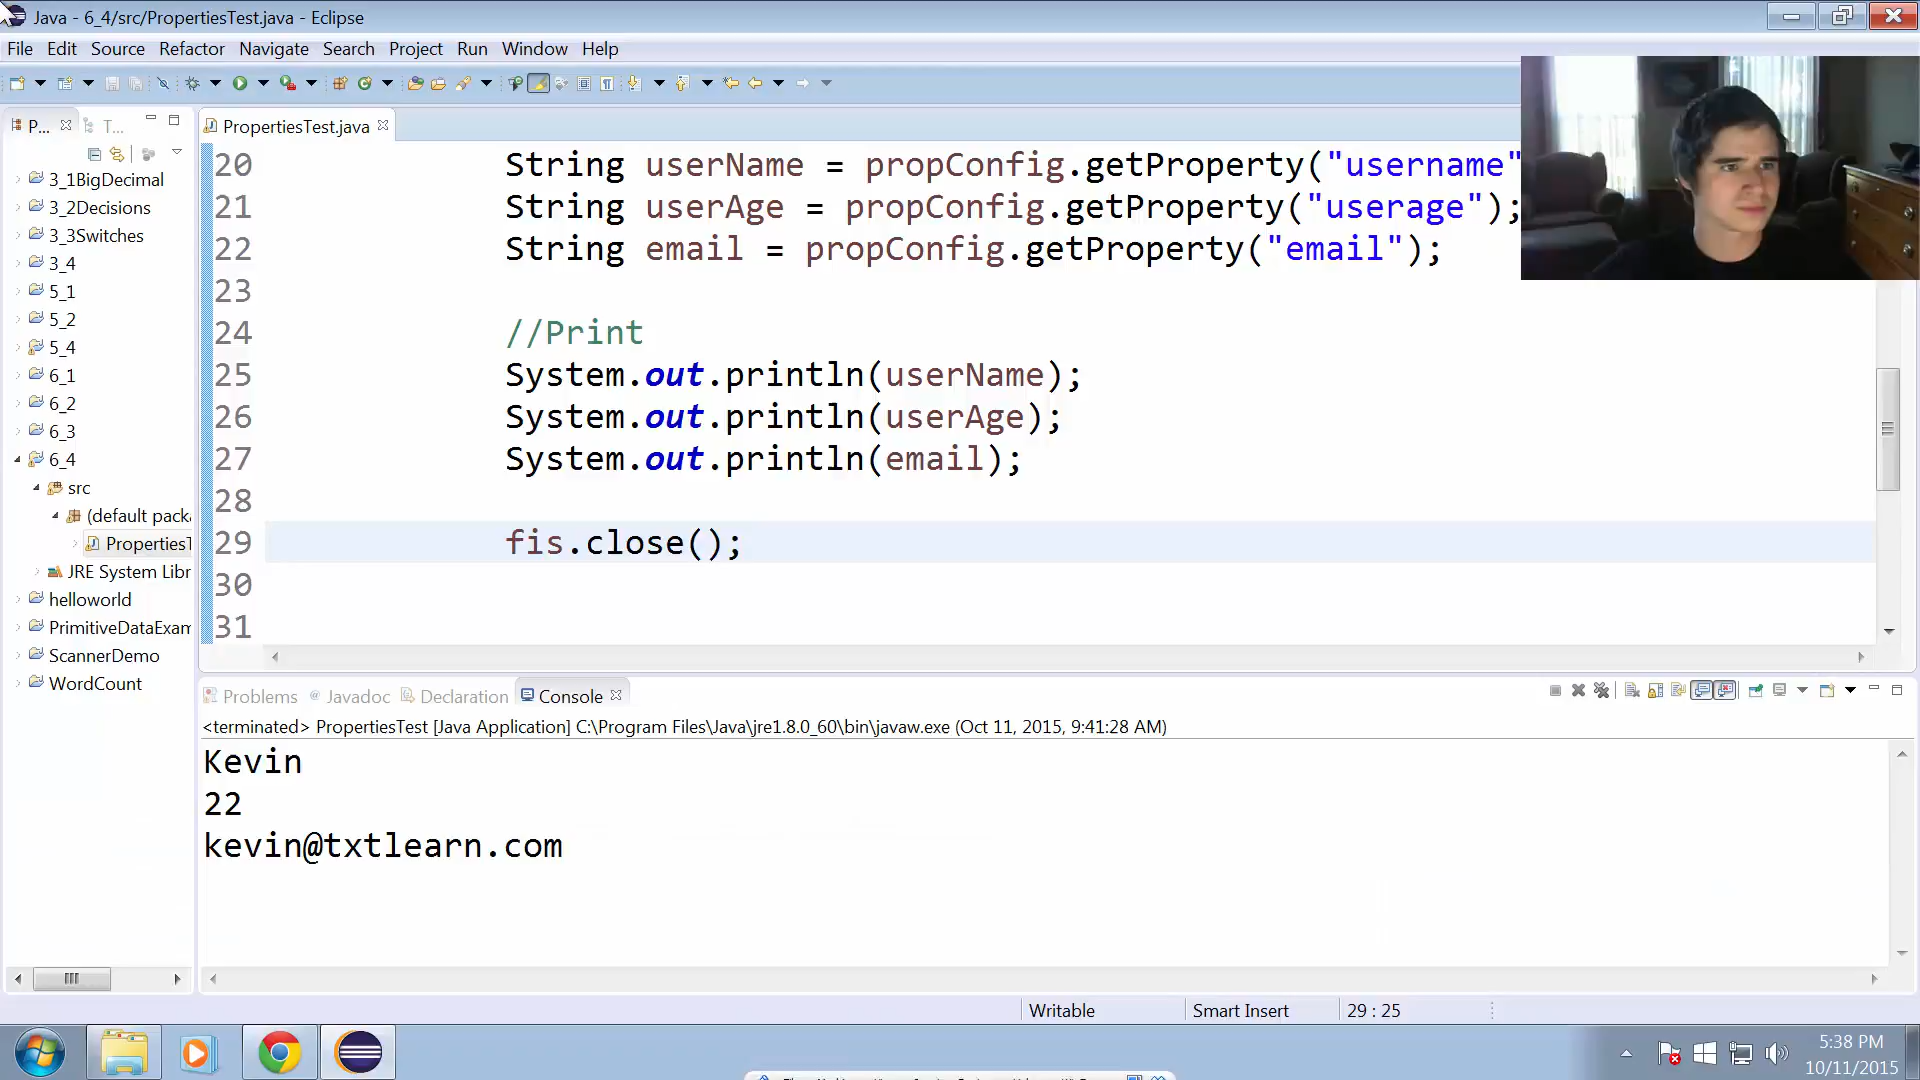 Java - 6_4/src/PropertiesTest.java - Eclipse
File Edit Source Refactor Navigate Search Project Run Window Help
P... T...
PropertiesTest.java
3_1BigDecimal
3_2Decisions
3_3Switches
3_4
5_1
5_2
5_4
6_1
6_2
6_3
6_4
src
(default pack
PropertiesT
JRE System Libr
helloworld
PrimitiveDataExam
ScannerDemo
WordCount
20 String userName = propConfig.getProperty("username"
21 String userAge = propConfig.getProperty("userage");
22 String email = propConfig.getProperty("email");
23
24 //Print
25 System.out.println(userName);
26 System.out.println(userAge);
27 System.out.println(email);
28
29 fis.close();
30
31
Problems Javadoc Declaration Console
<terminated> PropertiesTest [Java Application] C:\Program Files\Java\jre1.8.0_60\bin\javaw.exe (Oct 11, 2015, 9:41:28 AM)
Kevin
22
kevin@txtlearn.com
Writable Smart Insert 29 : 25
5:38 PM
10/11/2015